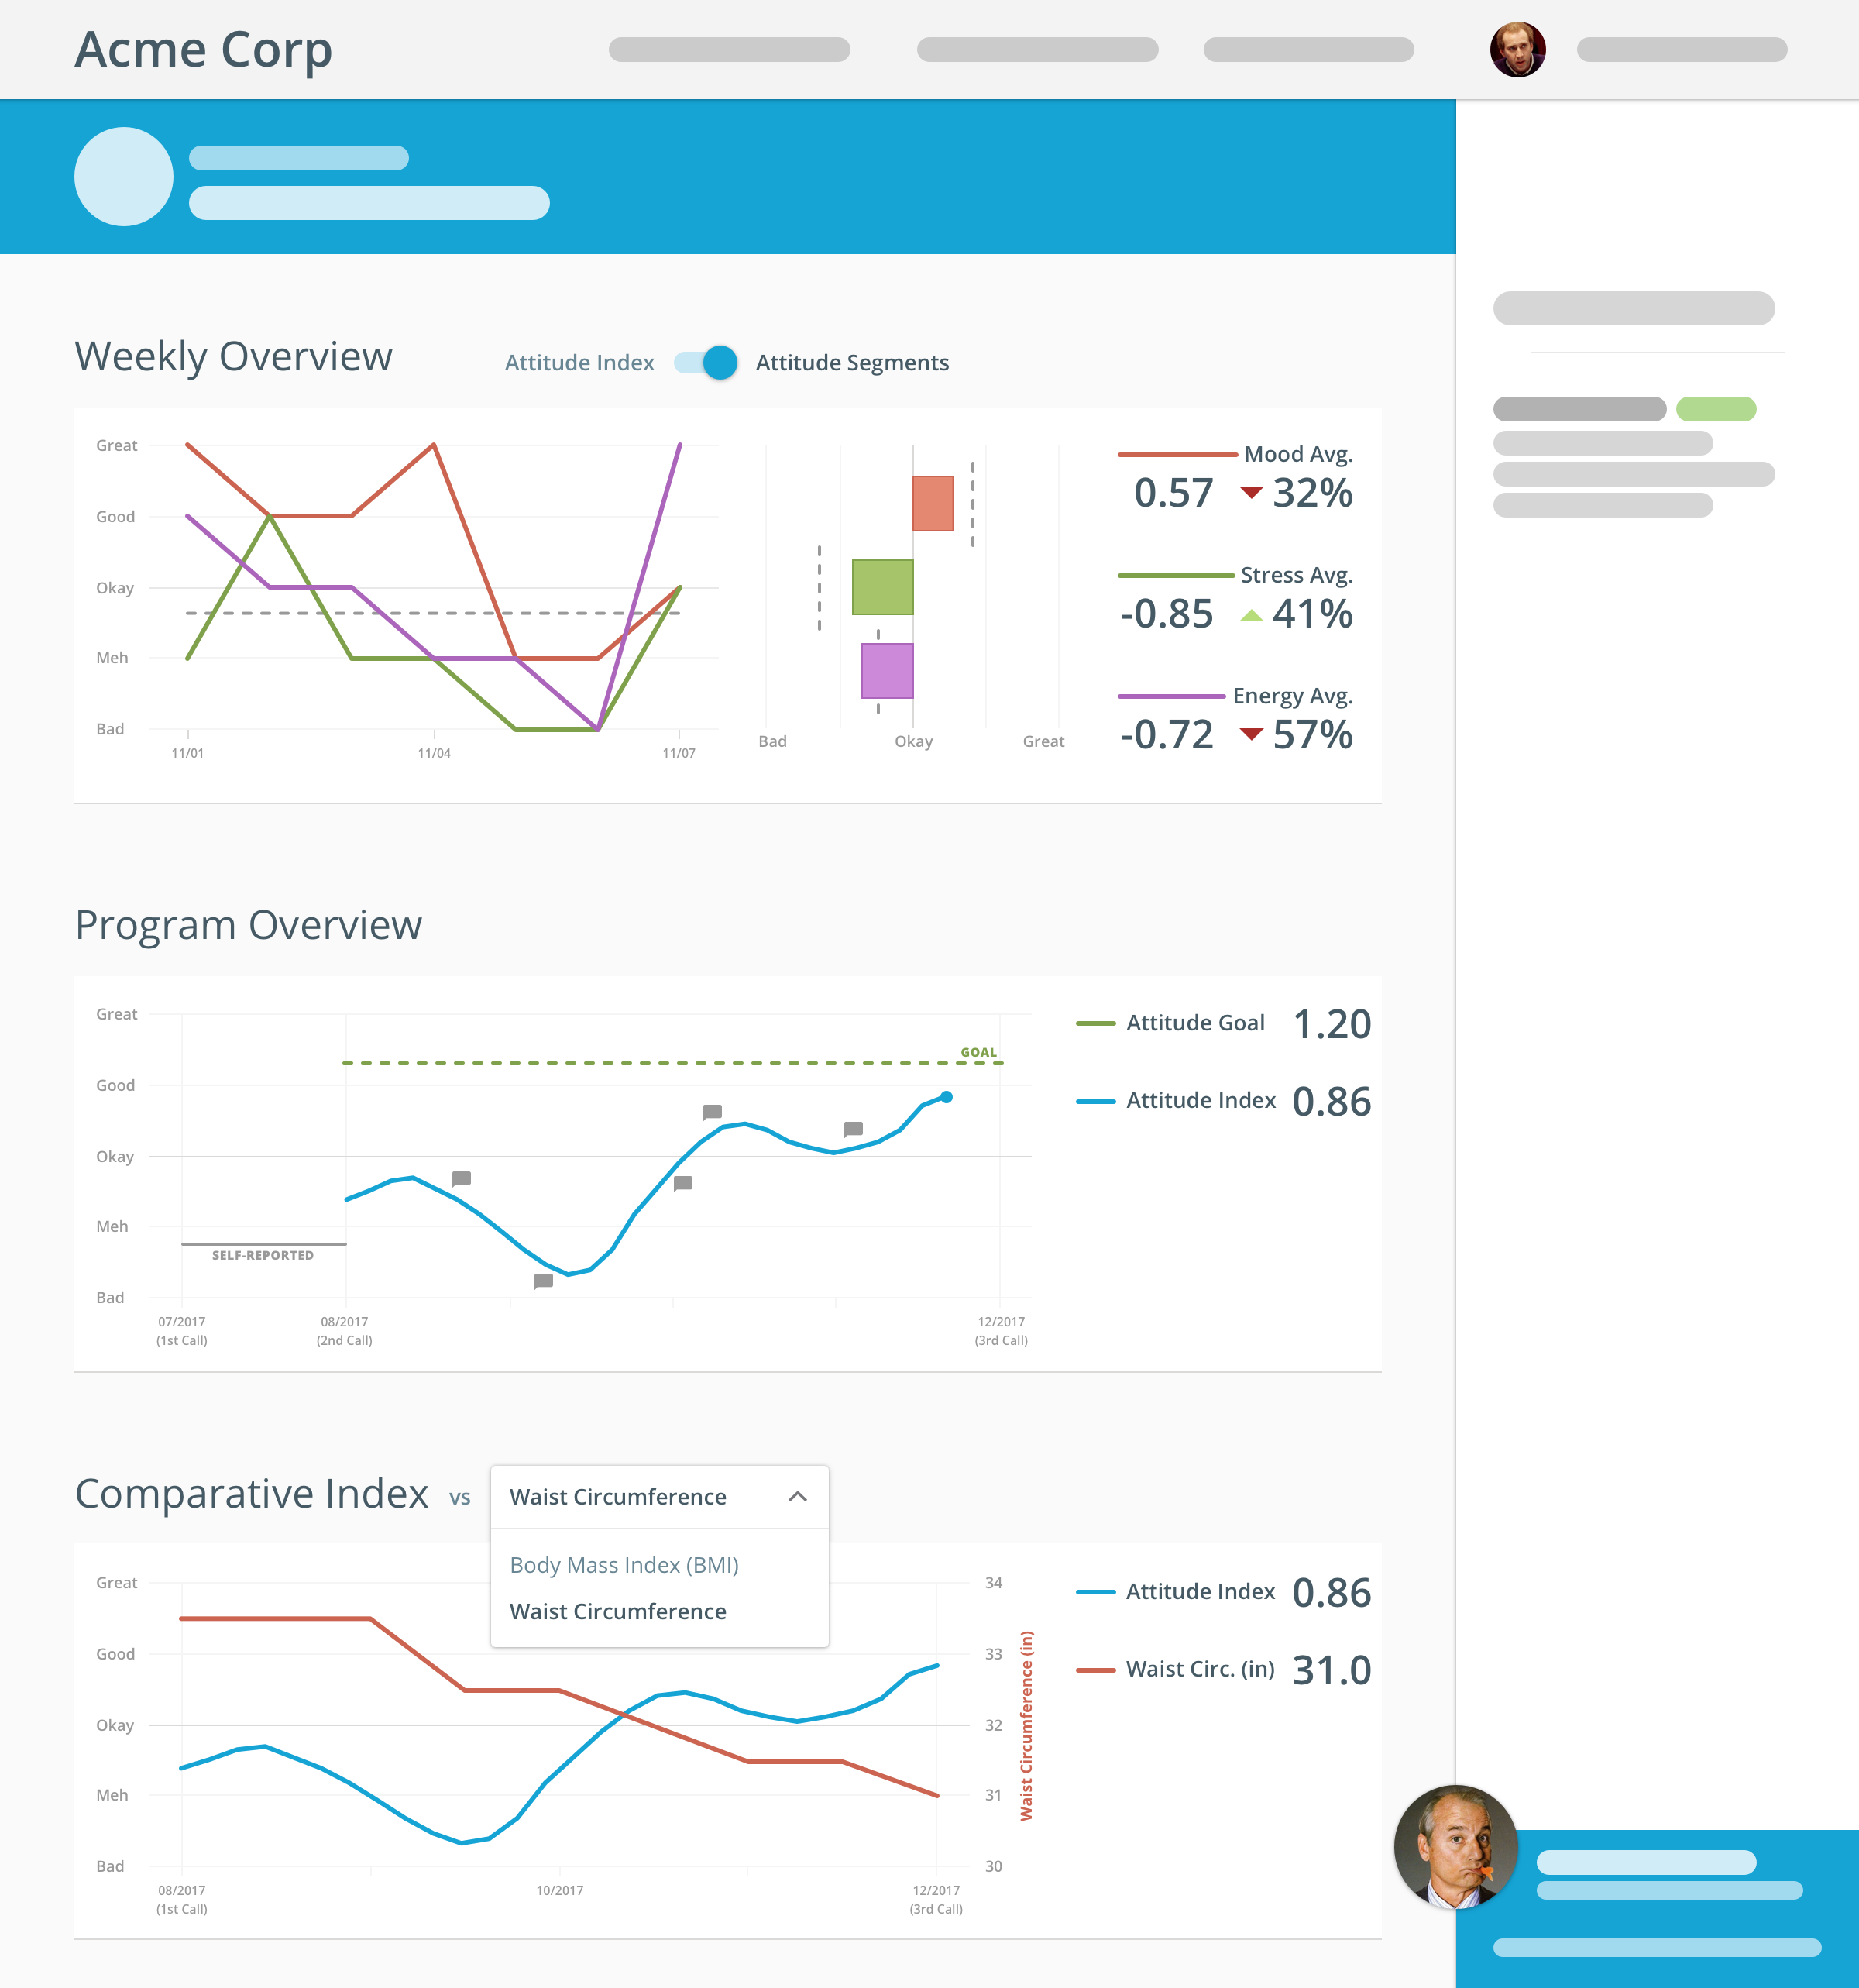 Acme Corp
Weekly Overview
Attitude Index
Attitude Segments
Great
Good
Okay
Meh
Bad
11/01
11/04
11/07
Bad
Okay
Great
Mood Avg.
0.57 32%
Stress Avg.
-0.85 41%
Energy Avg.
-0.72 57%
Program Overview
Great
Good
Okay
Meh
Bad
GOAL
SELF-REPORTED
07/2017
(1st Call)
08/2017
(2nd Call)
12/2017
(3rd Call)
Attitude Goal 1.20
Attitude Index 0.86
Comparative Index vs
Waist Circumference
Body Mass Index (BMI)
Waist Circumference
Great
Good
Okay
Meh
Bad
34
33
32
31
30
Waist Circumference (in)
08/2017
(1st Call)
10/2017
12/2017
(3rd Call)
Attitude Index 0.86
Waist Circ. (in) 31.0